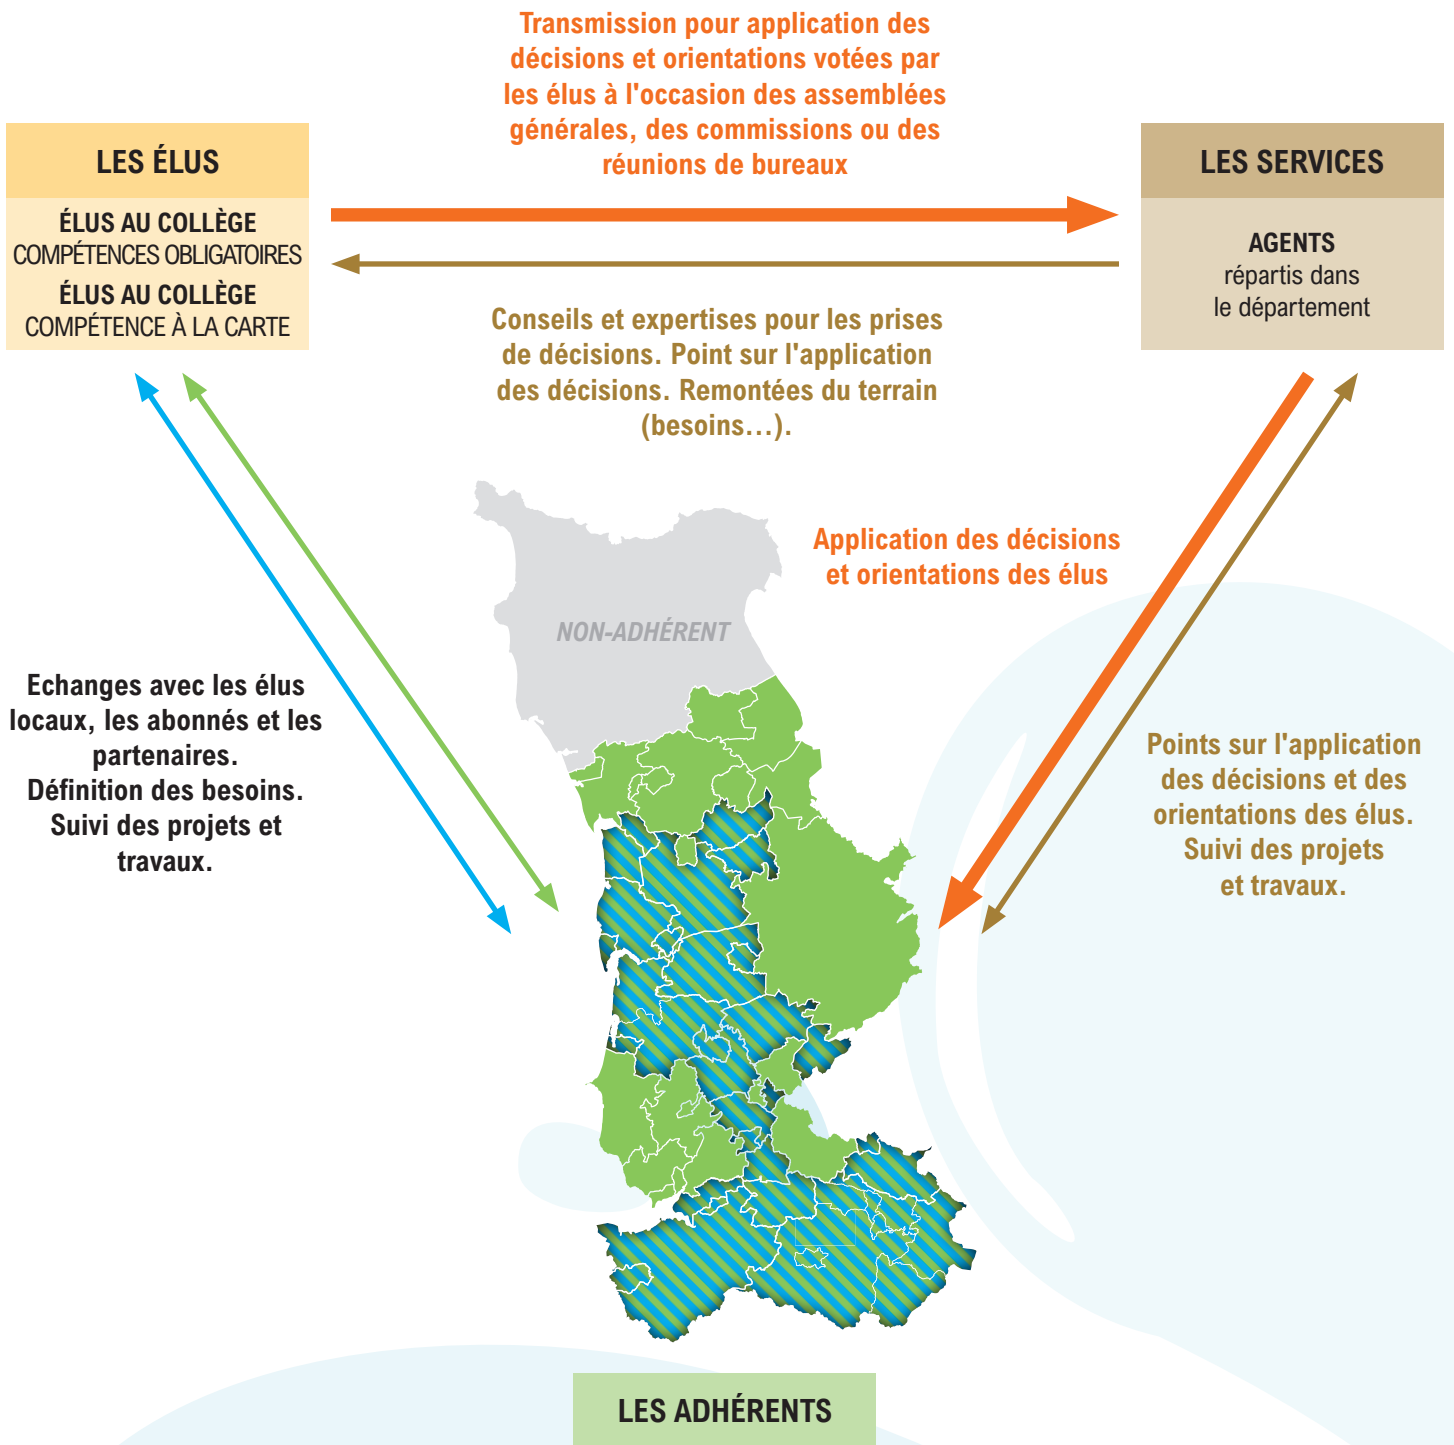 Transmission pour application des
décisions et orientations votées par
les élus à l'occasion des assemblées
générales, des commissions ou des
réunions de bureaux
LES ÉLUS
ÉLUS AU COLLÈGE
COMPÉTENCES OBLIGATOIRES
ÉLUS AU COLLÈGE
COMPÉTENCE À LA CARTE
LES SERVICES
AGENTS
répartis dans
le département
Conseils et expertises pour les prises
de décisions. Point sur l'application
des décisions. Remontées du terrain
(besoins...).
Application des décisions
et orientations des élus
NON-ADHÉRENT
Echanges avec les élus
locaux, les abonnés et les
partenaires.
Définition des besoins.
Suivi des projets et
travaux.
Points sur l'application
des décisions et des
orientations des élus.
Suivi des projets
et travaux.
LES ADHÉRENTS